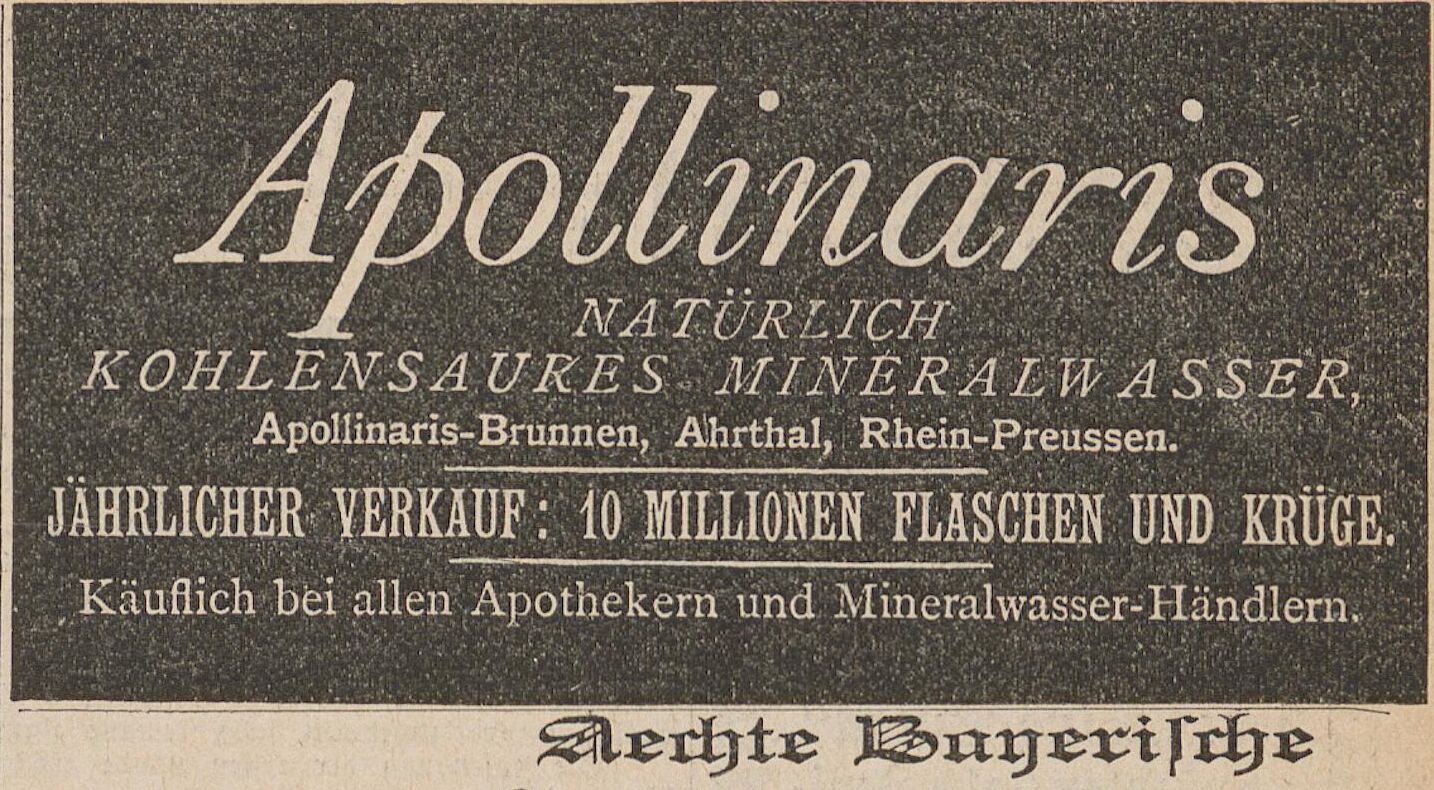 Apollinaris
NATÜRLICH
KOHLENSAURES MINERALWASSER,
Apollinaris-Brunnen, Ahrthal, Rhein-Preussen.
JÄHRLICHER VERKAUF: 10 MILLIONEN FLASCHEN UND KRÜGE.
Käuflich bei allen Apothekern und Mineralwasser-Händlern.
Aechte Bayeriſche